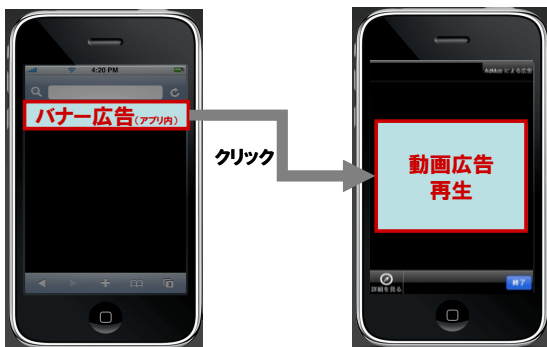 4:20 PM
バナー広告(アプリ内)
クリック
AdMob による広告
動画広告
再生
詳細を見る
終了